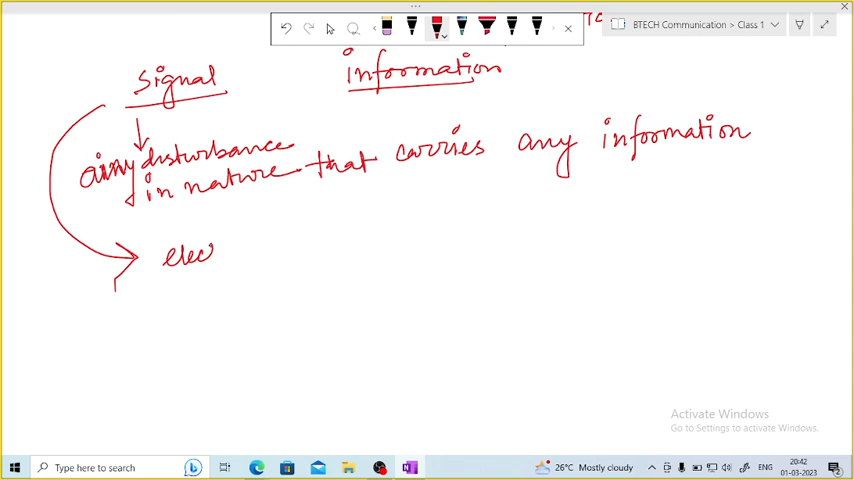 BTECH Communication > Class 1
Signal information
any disturbance
in nature that carries any information
elec
Activate Windows
Go to Settings to activate Windows.
Type here to search
26°C Mostly cloudy
ENG
20:42
01-03-2023
2